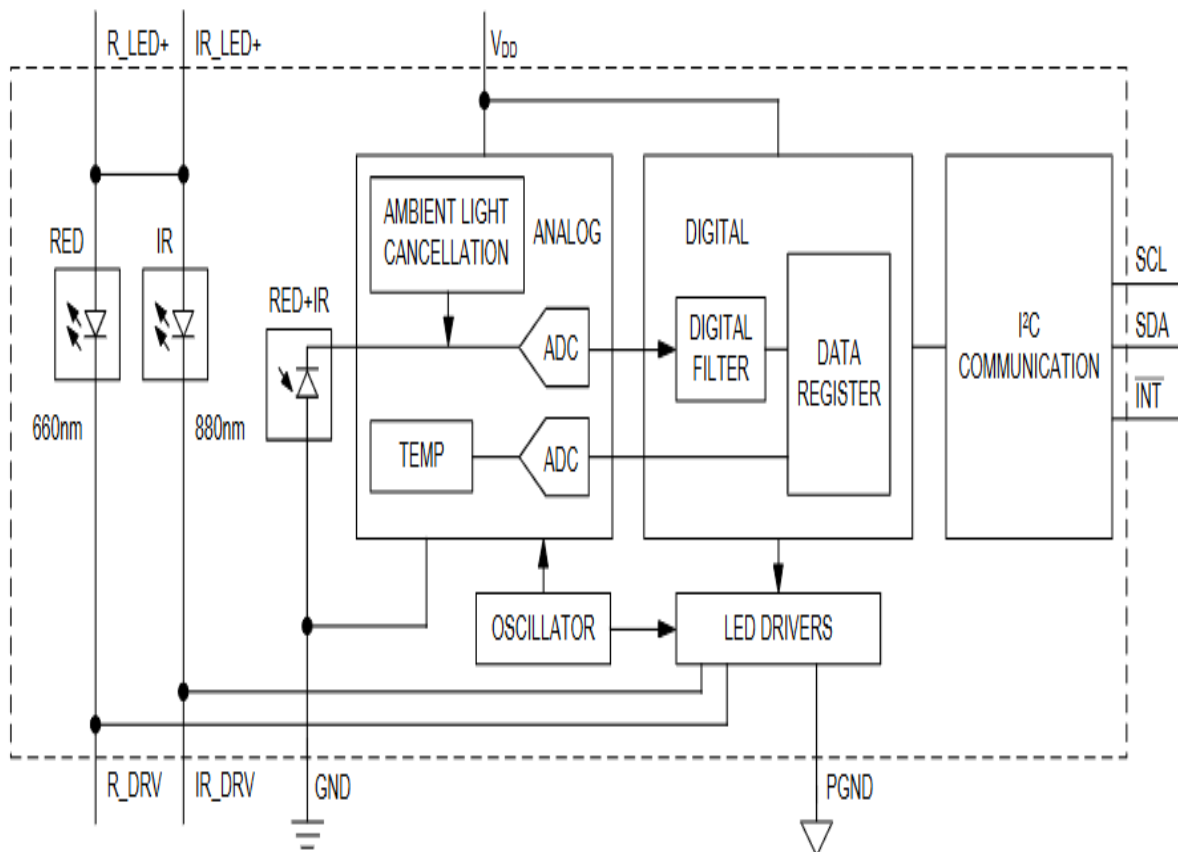 R_LED+
IR_LED+
VDD
AMBIENT LIGHT
CANCELLATION
ANALOG
DIGITAL
RED
IR
RED+IR
ADC
DIGITAL
FILTER
DATA
REGISTER
I²C
COMMUNICATION
SCL
SDA
INT
660nm
880nm
TEMP
ADC
OSCILLATOR
LED DRIVERS
R_DRV
IR_DRV
GND
PGND